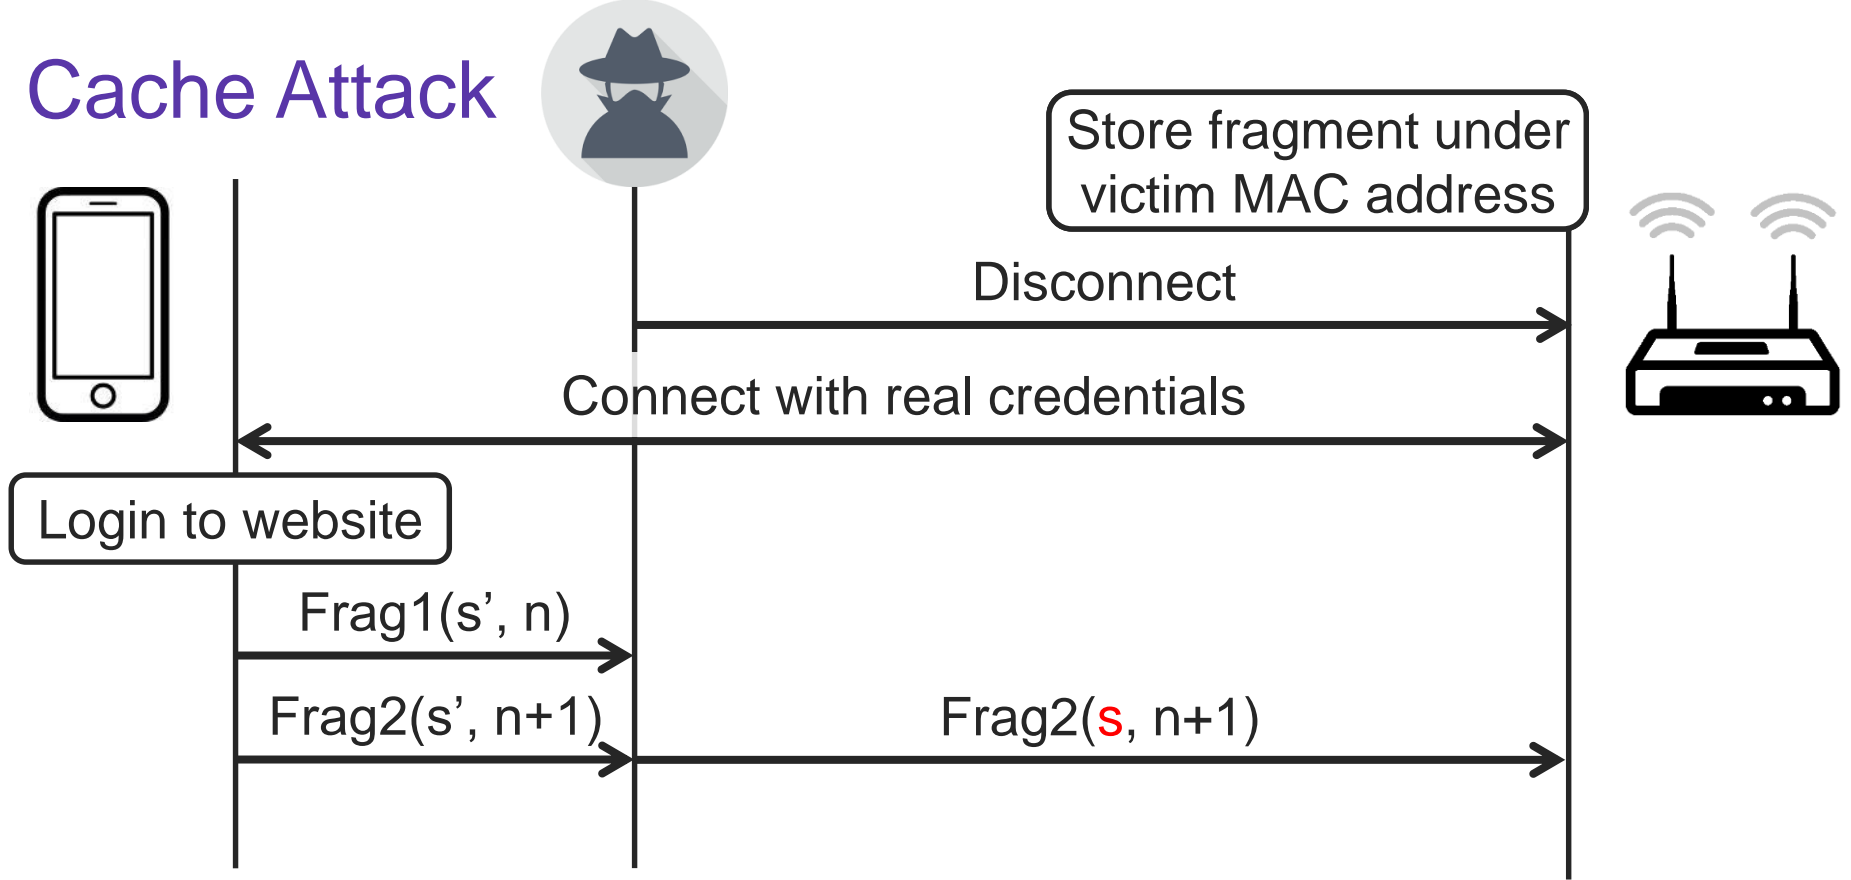 Cache Attack
Store fragment under
victim MAC address
Disconnect
Connect with real credentials
Login to website
Frag1(s’, n)
Frag2(s’, n+1)
Frag2(s, n+1)